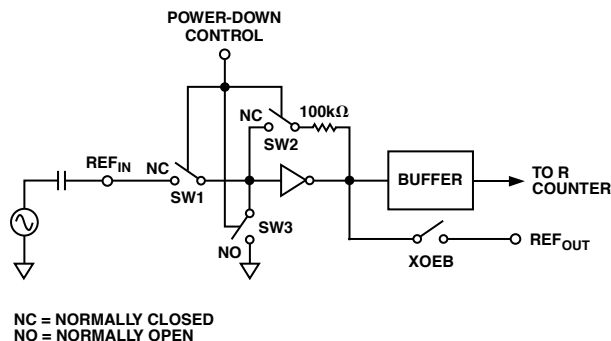 POWER-DOWN
CONTROL
NC
100kΩ
SW2
REFIN
NC
SW1
BUFFER
TO R
COUNTER
SW3
NO
XOEB
REFOUT
NC = NORMALLY CLOSED
NO = NORMALLY OPEN